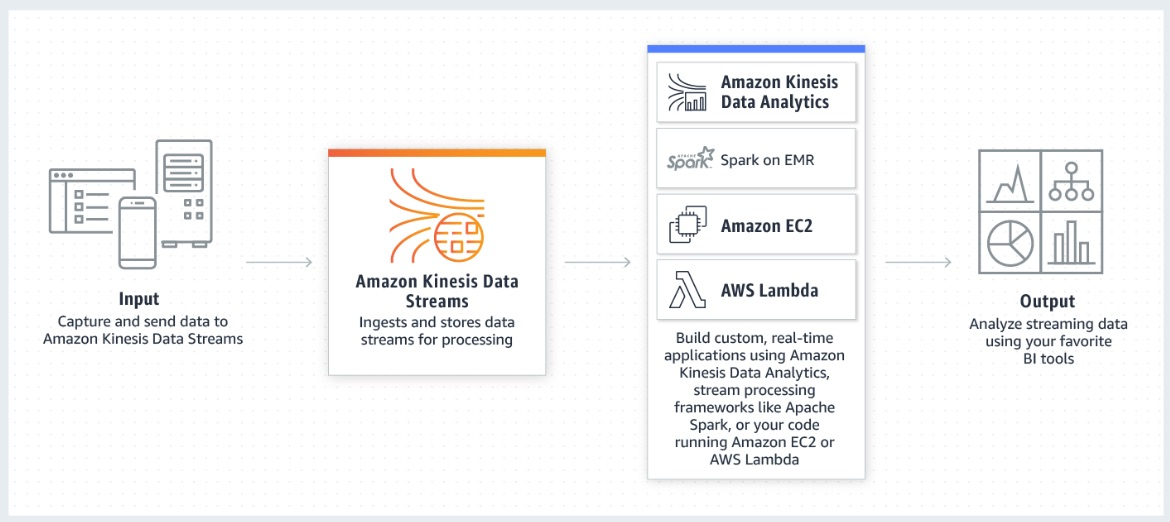 Input
Capture and send data to
Amazon Kinesis Data Streams
Amazon Kinesis Data
Streams
Ingests and stores data
streams for processing
Amazon Kinesis
Data Analytics
APACHE
Spark
Spark on EMR
Amazon EC2
AWS Lambda
Build custom, real-time
applications using Amazon
Kinesis Data Analytics,
stream processing
frameworks like Apache
Spark, or your code
running Amazon EC2 or
AWS Lambda
Output
Analyze streaming data
using your favorite
BI tools